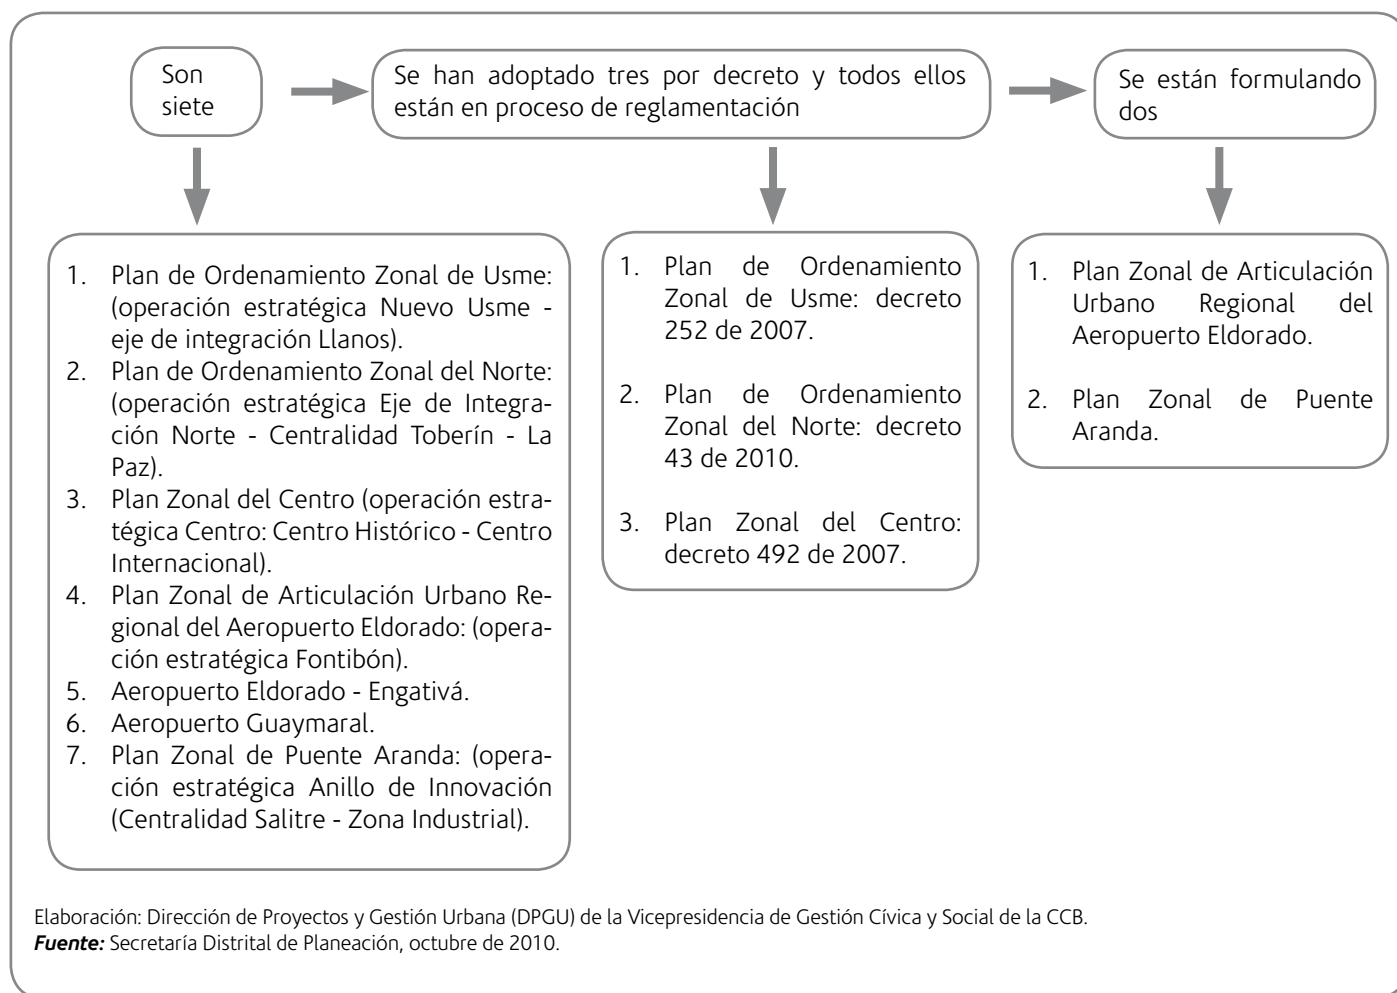 Son
siete
Se han adoptado tres por decreto y todos ellos
están en proceso de reglamentación
Se están formulando
dos
1. Plan de Ordenamiento Zonal de Usme:
(operación estratégica Nuevo Usme -
eje de integración Llanos).
2. Plan de Ordenamiento Zonal del Norte:
(operación estratégica Eje de Integra-
ción Norte - Centralidad Toberín - La
Paz).
3. Plan Zonal del Centro (operación estra-
tégica Centro: Centro Histórico - Centro
Internacional).
4. Plan Zonal de Articulación Urbano Re-
gional del Aeropuerto Eldorado: (opera-
ción estratégica Fontibón).
5. Aeropuerto Eldorado - Engativá.
6. Aeropuerto Guaymaral.
7. Plan Zonal de Puente Aranda: (opera-
ción estratégica Anillo de Innovación
(Centralidad Salitre - Zona Industrial).
1. Plan de Ordenamiento
Zonal de Usme: decreto
252 de 2007.
2. Plan de Ordenamiento
Zonal del Norte: decreto
43 de 2010.
3. Plan Zonal del Centro:
decreto 492 de 2007.
1. Plan Zonal de Articulación
Urbano Regional del
Aeropuerto Eldorado.
2. Plan Zonal de Puente
Aranda.
Elaboración: Dirección de Proyectos y Gestión Urbana (DPGU) de la Vicepresidencia de Gestión Cívica y Social de la CCB.
Fuente: Secretaría Distrital de Planeación, octubre de 2010.